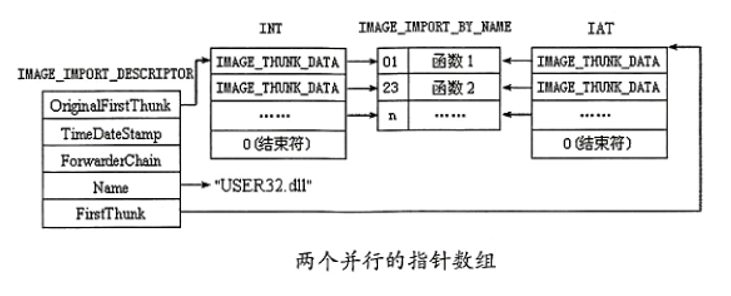 INT
IMAGE_IMPORT_BY_NAME
IAT
IMAGE_IMPORT_DESCRIPTOR
OriginalFirstThunk
TimeDateStamp
ForwarderChain
Name
FirstThunk
"USER32.dll"
IMAGE_THUNK_DATA
IMAGE_THUNK_DATA
……
0(结束符)
01 函数1
23 函数2
n ……
IMAGE_THUNK_DATA
IMAGE_THUNK_DATA
……
0(结束符)
两个并行的指针数组